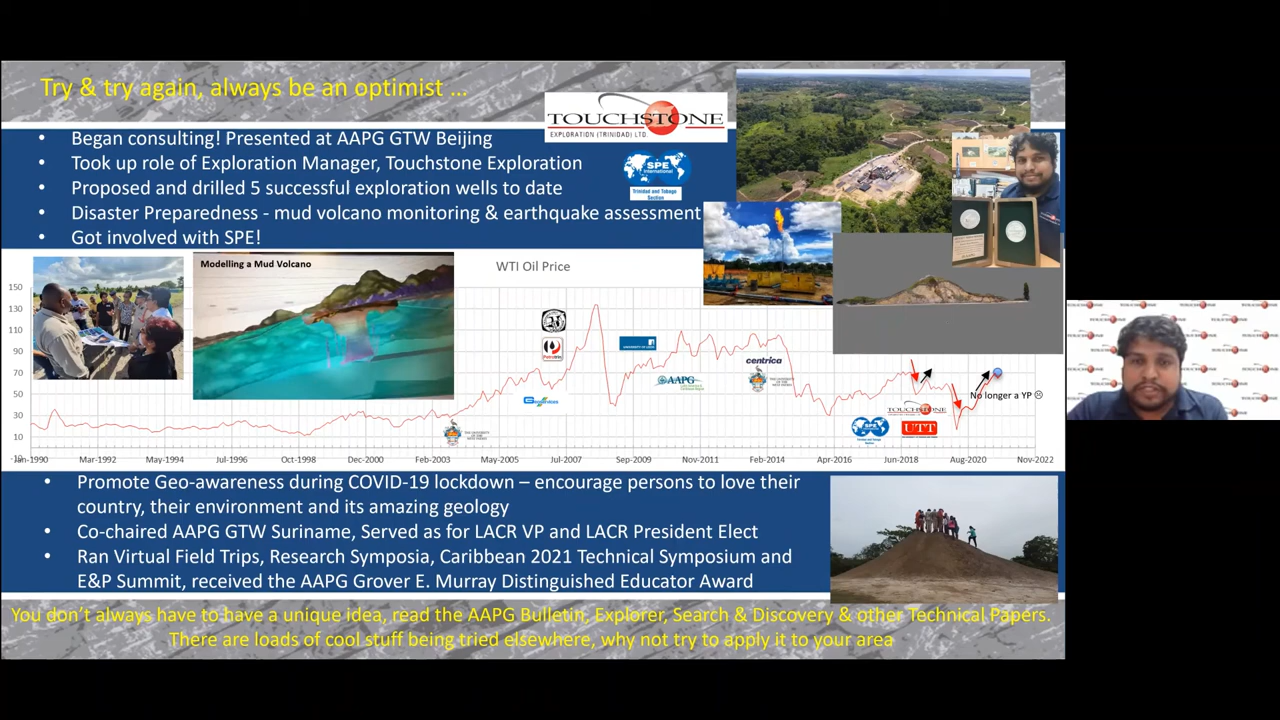 Try & try again, always be an optimist ...
TOUCHSTONE
EXPLORATION (TRINIDAD) LTD.
• Began consulting! Presented at AAPG GTW Beijing
• Took up role of Exploration Manager, Touchstone Exploration
• Proposed and drilled 5 successful exploration wells to date
• Disaster Preparedness - mud volcano monitoring & earthquake assessment
• Got involved with SPE!
SPE
International
Trinidad and Tobago
Section
Modelling a Mud Volcano
WTI Oil Price
150
130
110
90
70
50
30
10
-10
Jan-1990 Mar-1992 May-1994 Jul-1996 Oct-1998 Dec-2000 Feb-2003 May-2005 Jul-2007 Sep-2009 Nov-2011 Feb-2014 Apr-2016 Jun-2018 Aug-2020 Nov-2022
Geoservices
AAPG
centrica
TOUCHSTONE
SPE
UTT
No longer a YP ☹
• Promote Geo-awareness during COVID-19 lockdown – encourage persons to love their
country, their environment and its amazing geology
• Co-chaired AAPG GTW Suriname, Served as for LACR VP and LACR President Elect
• Ran Virtual Field Trips, Research Symposia, Caribbean 2021 Technical Symposium and
E&P Summit, received the AAPG Grover E. Murray Distinguished Educator Award
You don't always have to have a unique idea, read the AAPG Bulletin, Explorer, Search & Discovery & other Technical Papers.
There are loads of cool stuff being tried elsewhere, why not try to apply it to your area